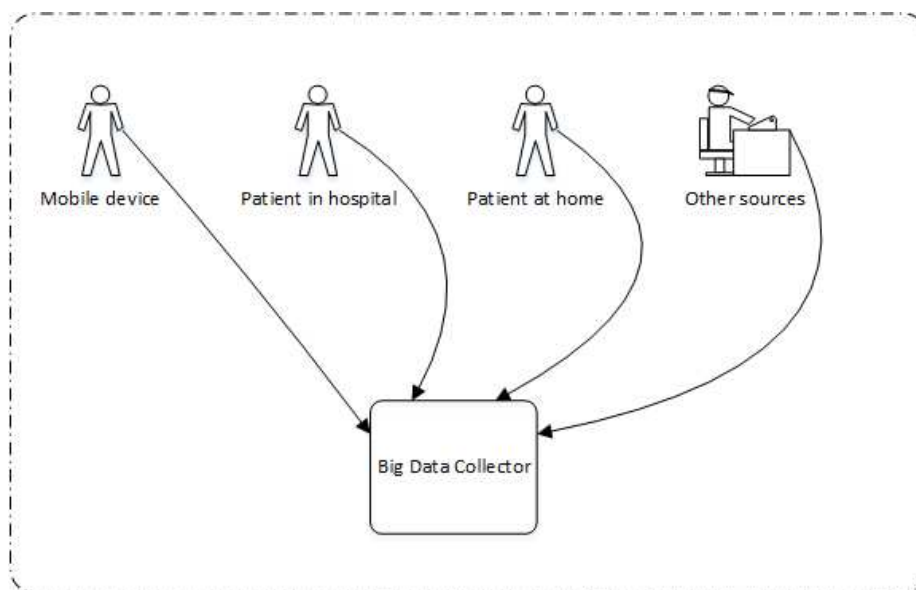 Mobile device
Patient in hospital
Patient at home
Other sources
Big Data Collector